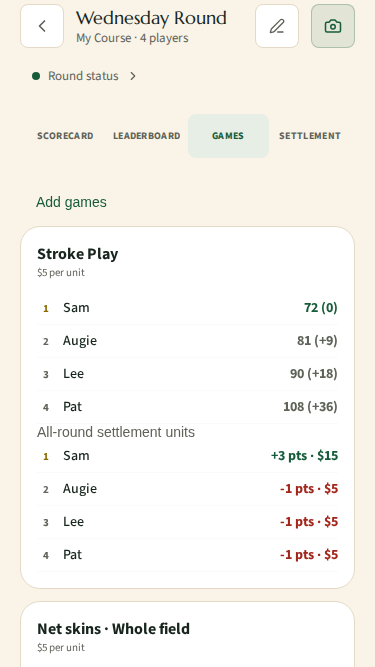 Wednesday Round
My Course · 4 players
Round status
SCORECARD LEADERBOARD GAMES SETTLEMENT
Add games
Stroke Play
$5 per unit
1 Sam 72 (0)
2 Augie 81 (+9)
3 Lee 90 (+18)
4 Pat 108 (+36)
All-round settlement units
1 Sam +3 pts · $15
2 Augie -1 pts · $5
3 Lee -1 pts · $5
4 Pat -1 pts · $5
Net skins · Whole field
$5 per unit